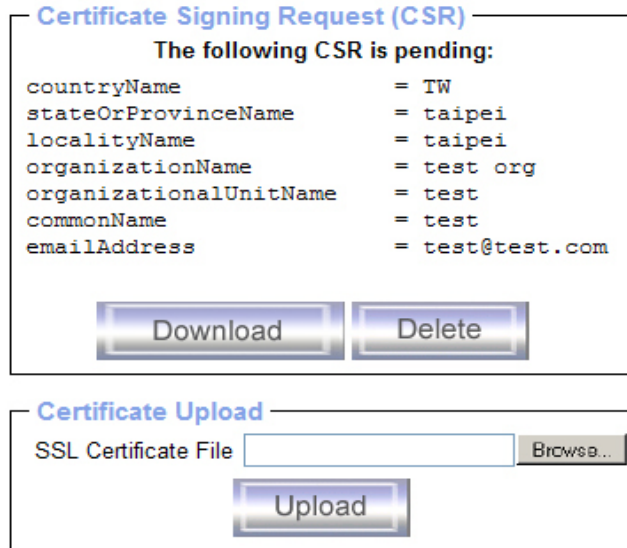 Certificate Signing Request (CSR)
The following CSR is pending:
countryName = TW
stateOrProvinceName = taipei
localityName = taipei
organizationName = test org
organizationalUnitName = test
commonName = test
emailAddress = test@test.com
Download Delete
Certificate Upload
SSL Certificate File Browse...
Upload